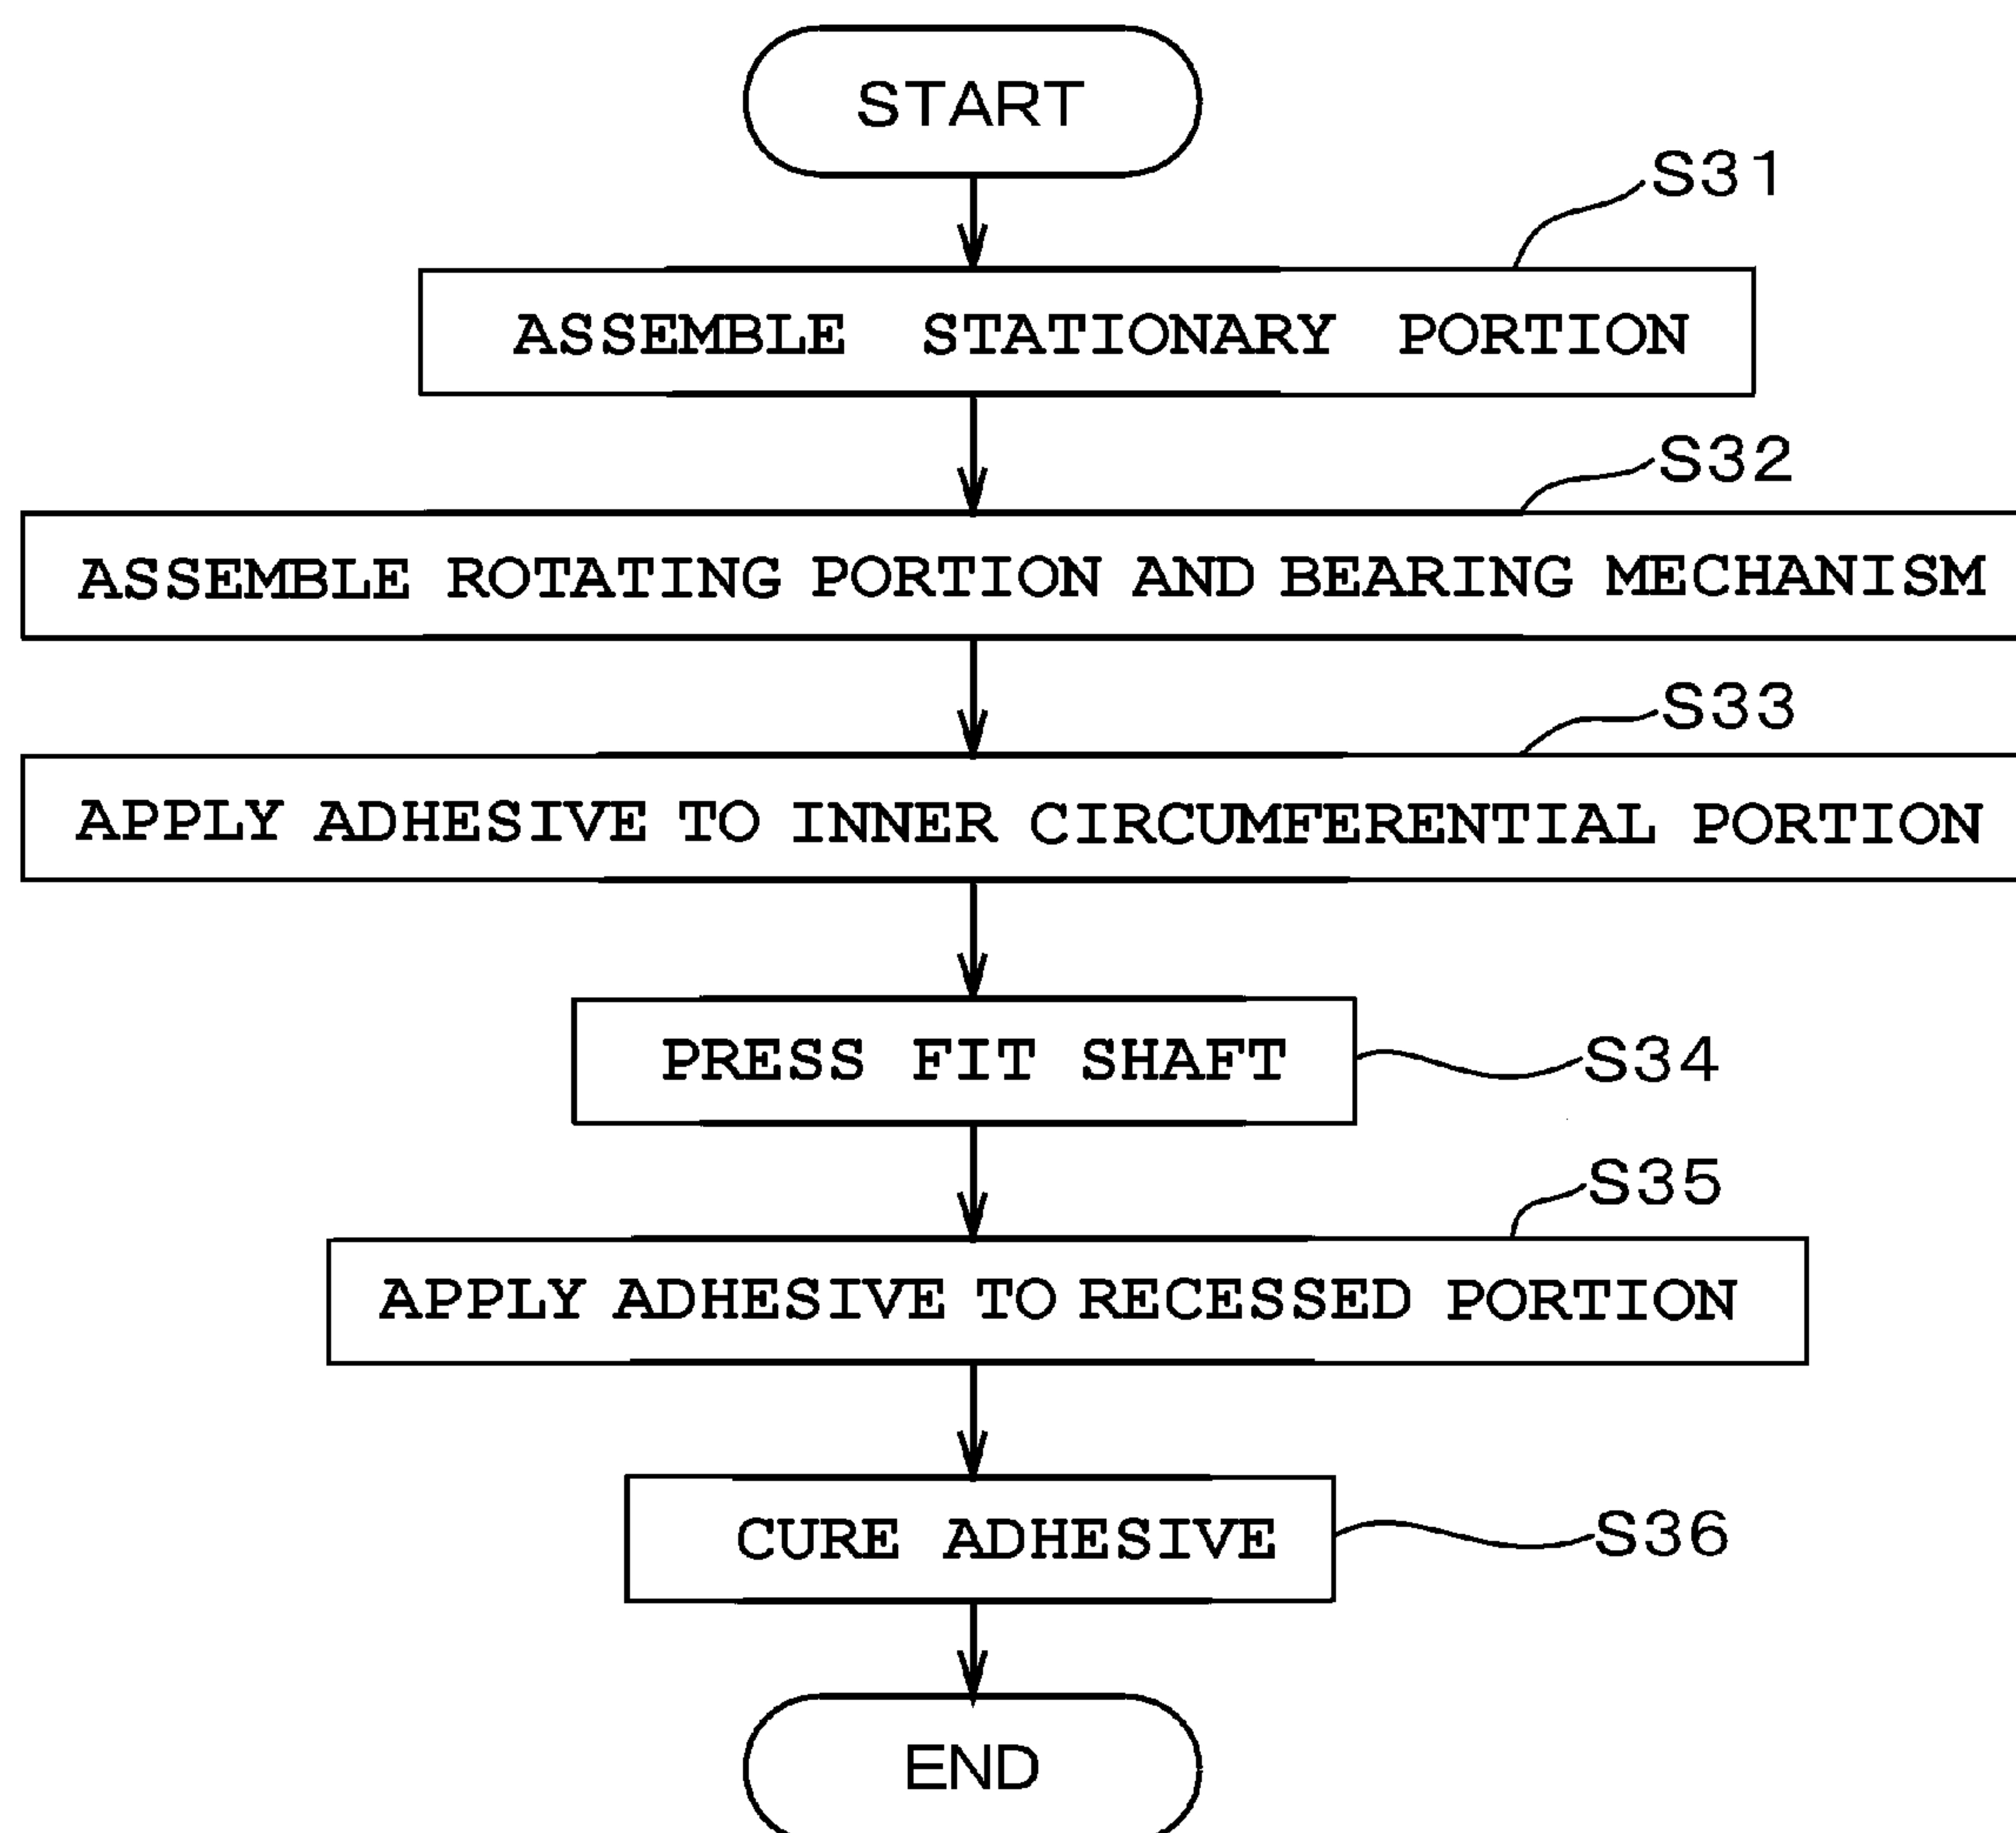 START
S31
ASSEMBLE STATIONARY PORTION
S32
ASSEMBLE ROTATING PORTION AND BEARING MECHANISM
S33
APPLY ADHESIVE TO INNER CIRCUMFERENTIAL PORTION
PRESS FIT SHAFT
S34
S35
APPLY ADHESIVE TO RECESSED PORTION
CURE ADHESIVE
S36
END